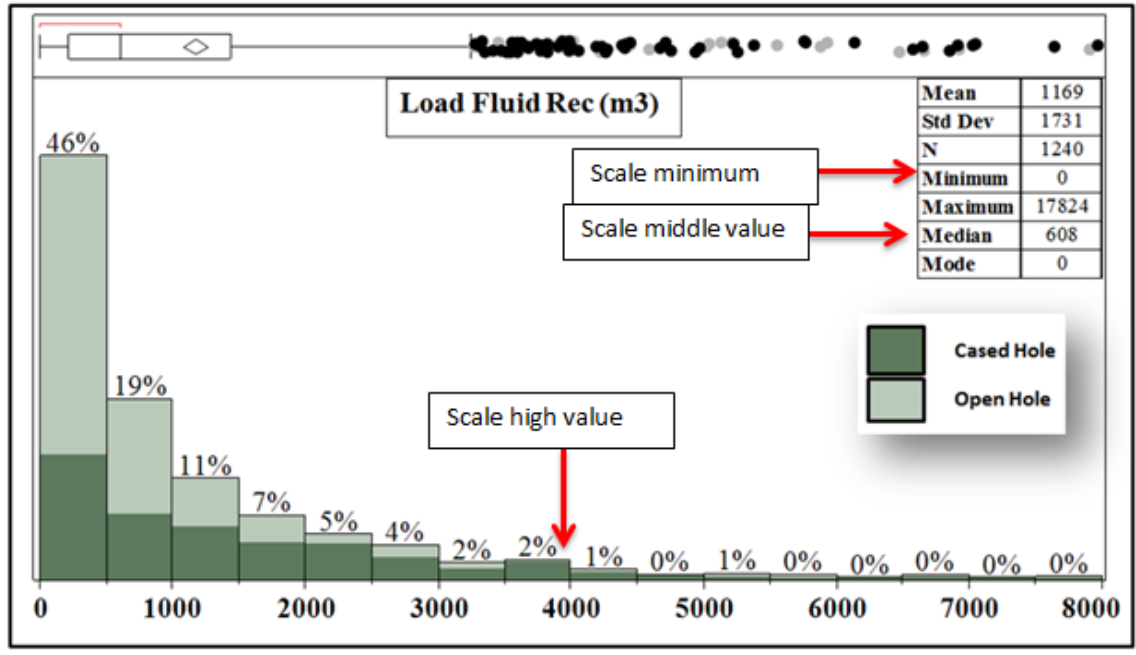 Load Fluid Rec (m3)
Mean 1169
Std Dev 1731
N 1240
Minimum 0
Maximum 17824
Median 608
Mode 0
Scale minimum
Scale middle value
Cased Hole
Open Hole
Scale high value
46%
19%
11%
7%
5%
4%
2%
2%
1%
0%
1%
0%
0%
0%
0%
0%
0 1000 2000 3000 4000 5000 6000 7000 8000